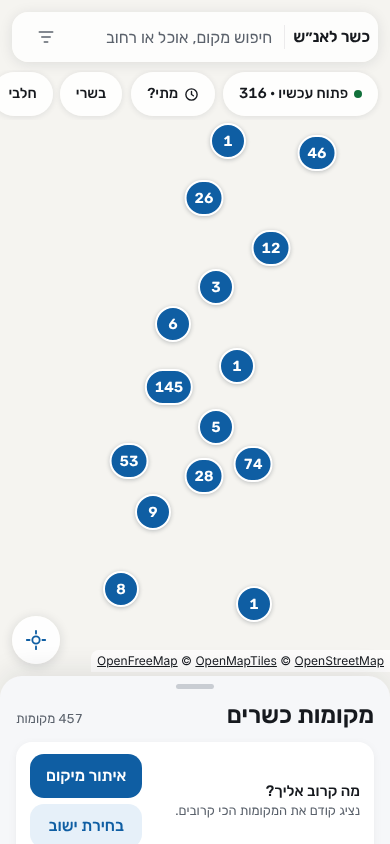 כשר לאנ״ש
חיפוש מקום, אוכל או רחוב
פתוח עכשיו • 316
מתי?
בשרי
חלבי
1
46
26
12
3
6
1
145
5
53
74
28
9
8
1
OpenFreeMap © OpenMapTiles © OpenStreetMap
מקומות כשרים
457 מקומות
מה קרוב אליך?
נציג קודם את המקומות הכי קרובים.
איתור מיקום
בחירת ישוב